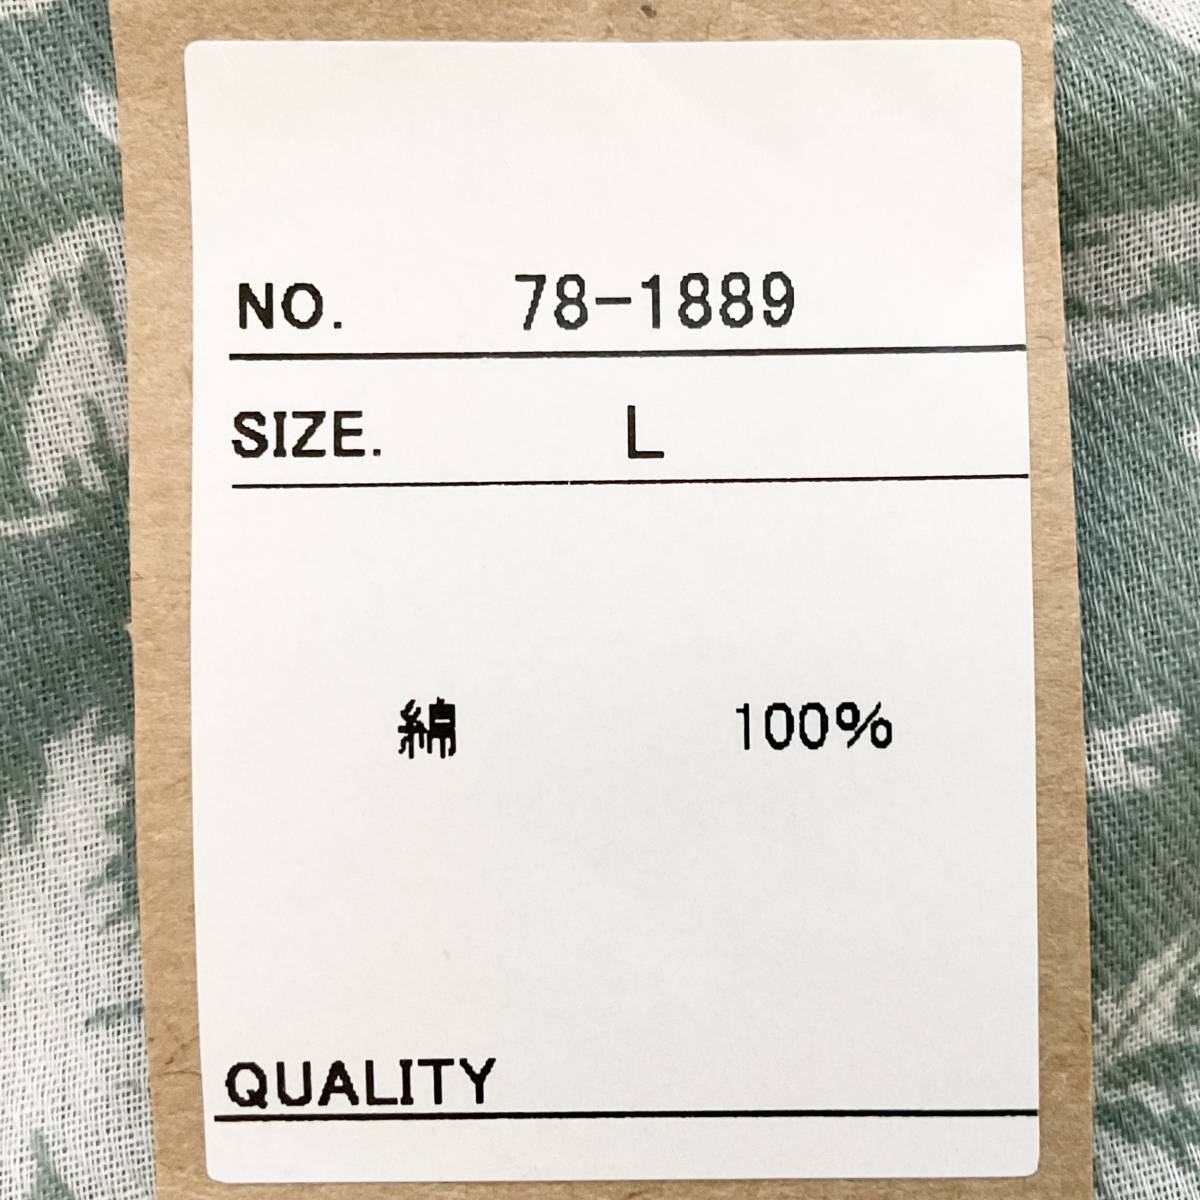 NO. 78-1889
SIZE. L
綿 100%
QUALITY